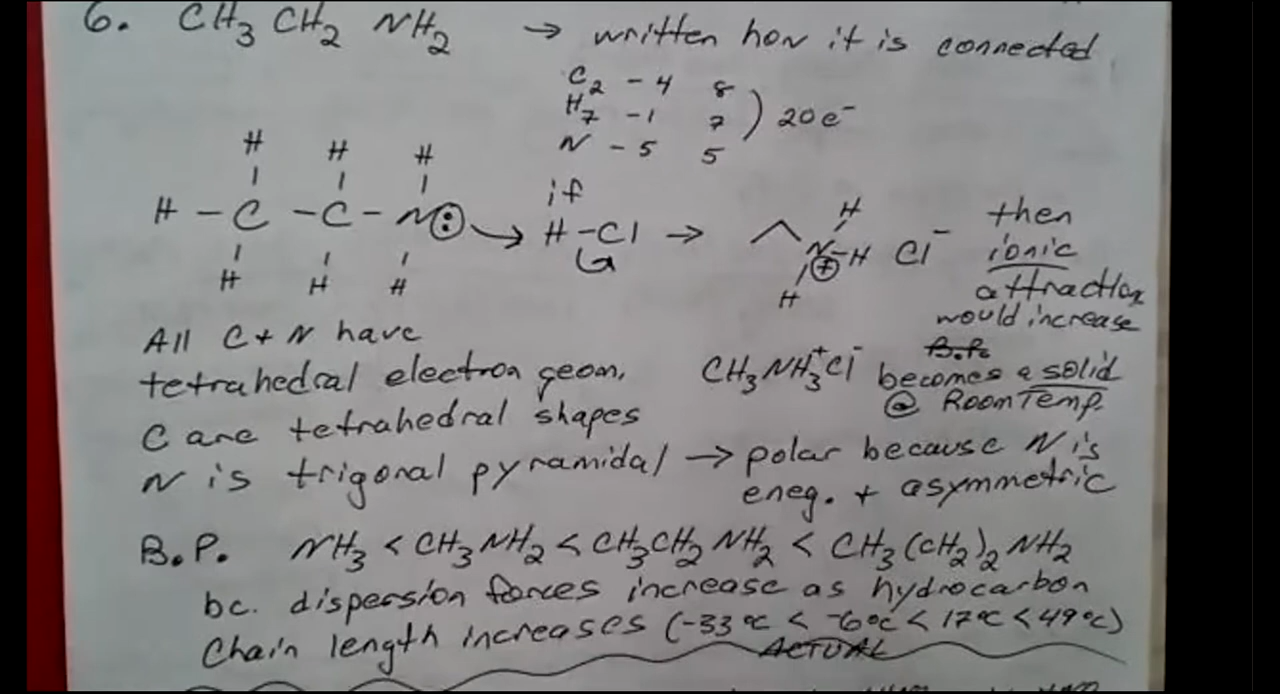 6. CH3 CH2 NH2 → written how it is connected
C2 - 4 8
H7 - 1 7 ) 20e-
N - 5 5
H H H
H - C - C - N : → if H - Cl → N+ H H H Cl- then
ionic
attraction
would increase
B.P.
H H H
All C + N have
tetrahedral electron geom. CH3NH3+Cl- becomes a solid
@ Room Temp.
C are tetrahedral shapes
N is trigonal pyramidal → polar because N is
eneg. + asymmetric
B.P. NH3 < CH3NH2 < CH3CH2NH2 < CH3(CH2)2NH2
bc. dispersion forces increase as hydrocarbon
Chain length increases (-33°C < -6°C < 17°C < 49°C)
ACTUAL